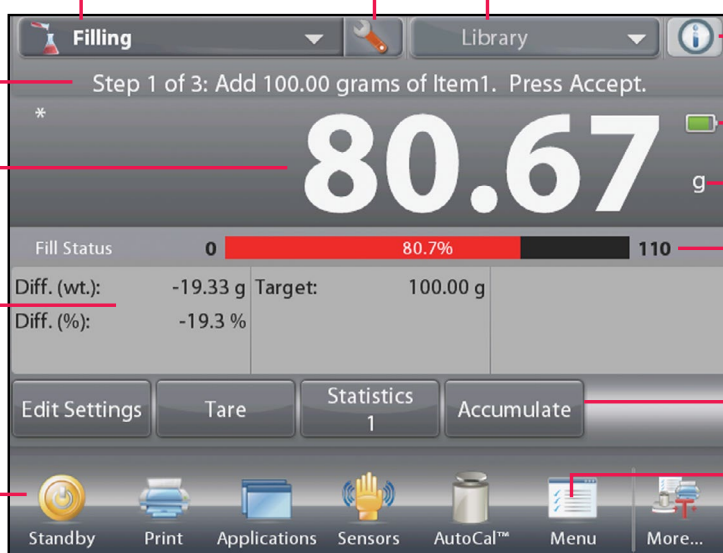 Filling
Library
Step 1 of 3: Add 100.00 grams of Item1. Press Accept.
*
80.67
g
Fill Status 0 80.7% 110
Diff. (wt.): -19.33 g Target: 100.00 g
Diff. (%): -19.3 %
Edit Settings
Tare
Statistics
1
Accumulate
Standby Print Applications Sensors AutoCal™ Menu More...